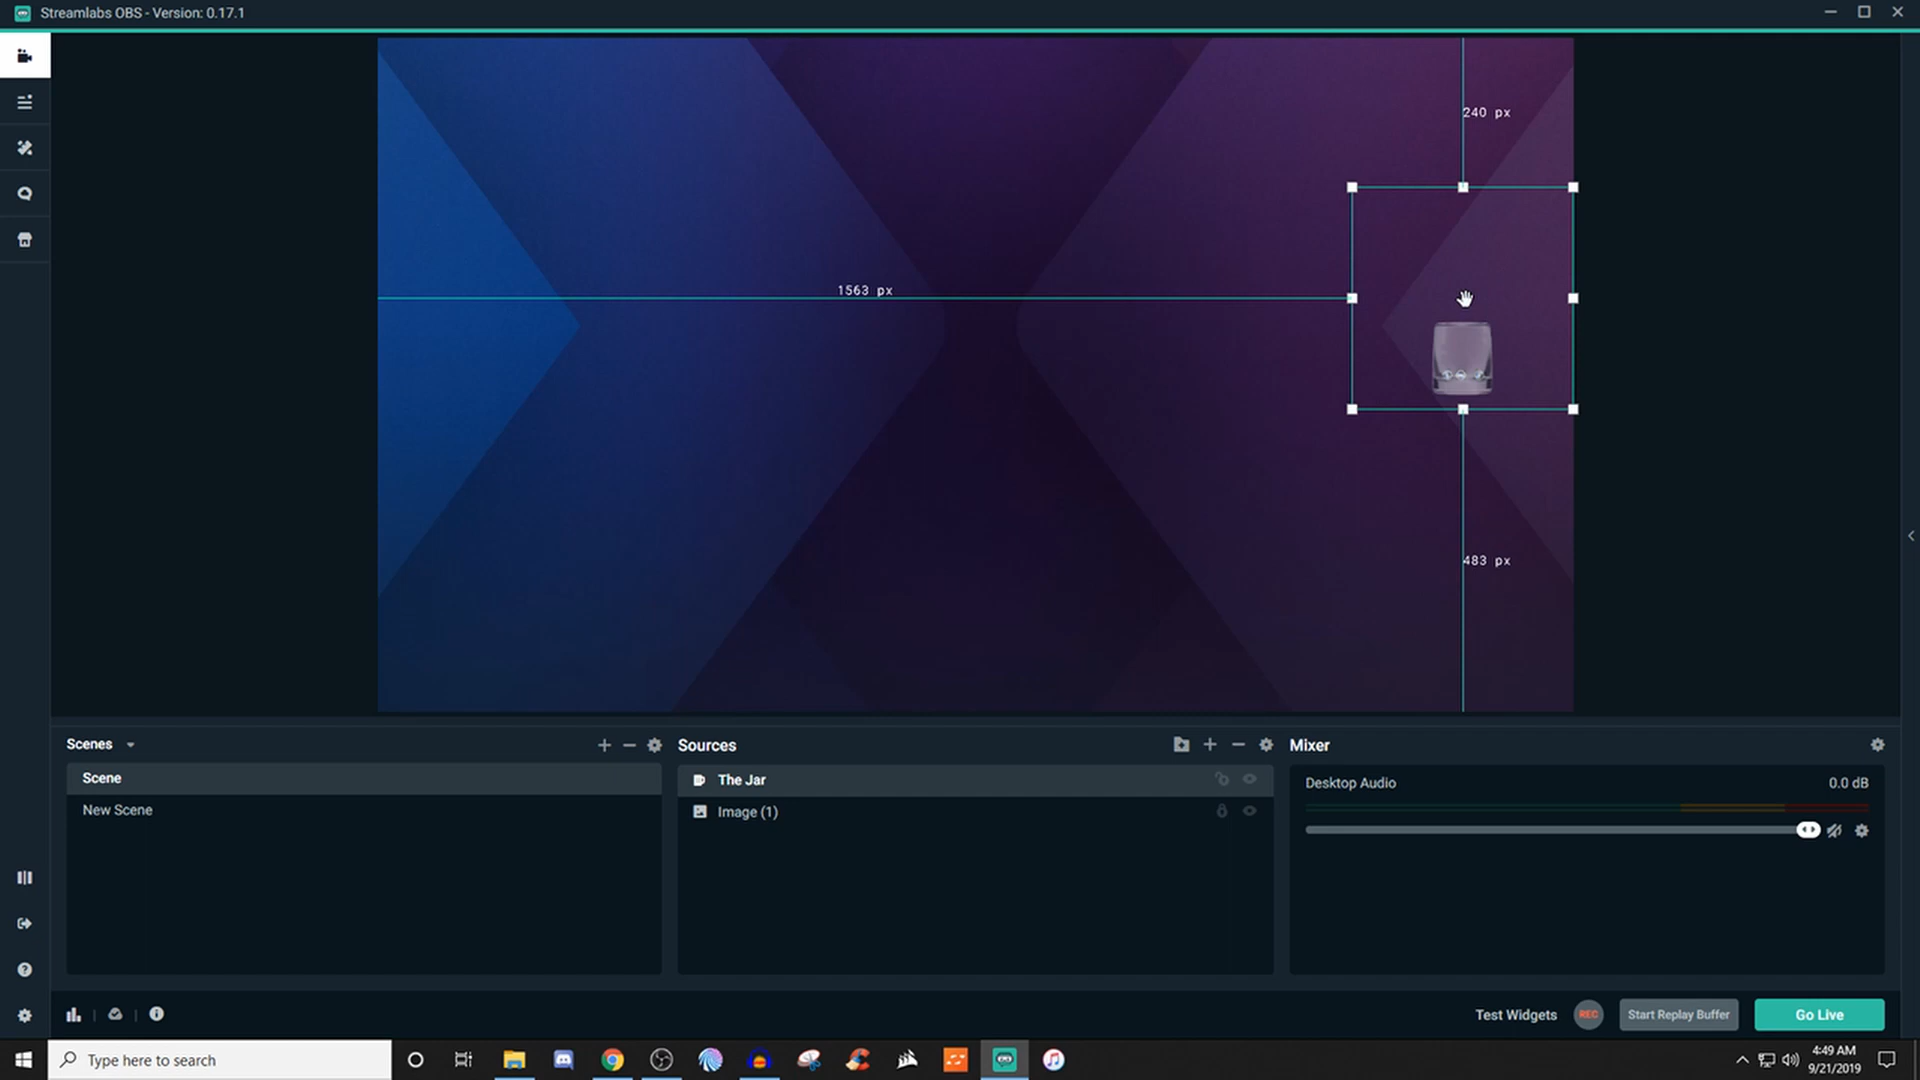 Streamlabs OBS - Version: 0.17.1
240 px
1563 px
483 px
Scenes
Scene
New Scene
Sources
The Jar
Image (1)
Mixer
Desktop Audio 0.0 dB
Test Widgets REC Start Replay Buffer Go Live
Type here to search
4:49 AM
9/21/2019